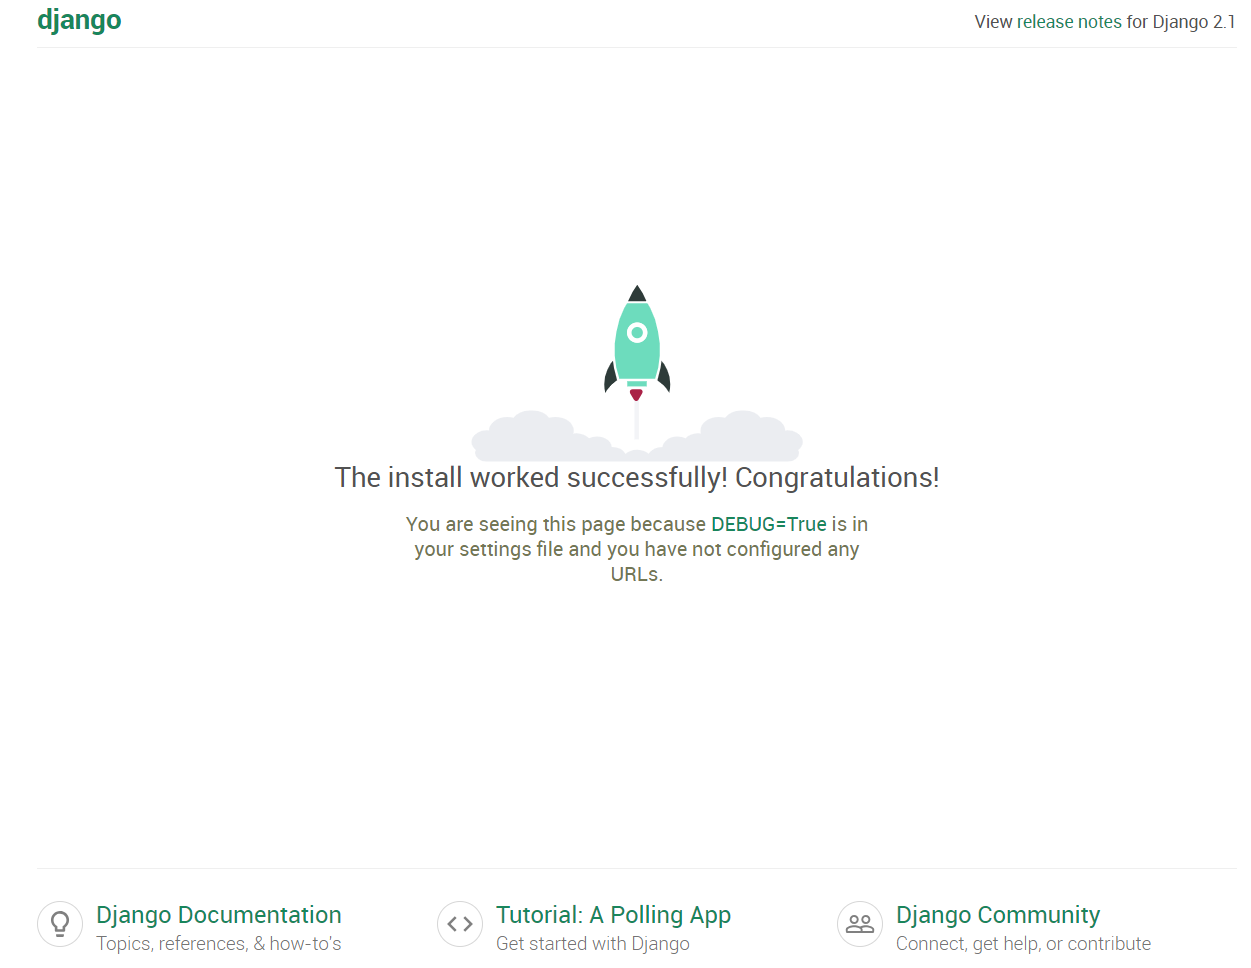 django
View release notes for Django 2.1
The install worked successfully! Congratulations!
You are seeing this page because DEBUG=True is in
your settings file and you have not configured any
URLs.
Django Documentation
Topics, references, & how-to's
Tutorial: A Polling App
Get started with Django
Django Community
Connect, get help, or contribute